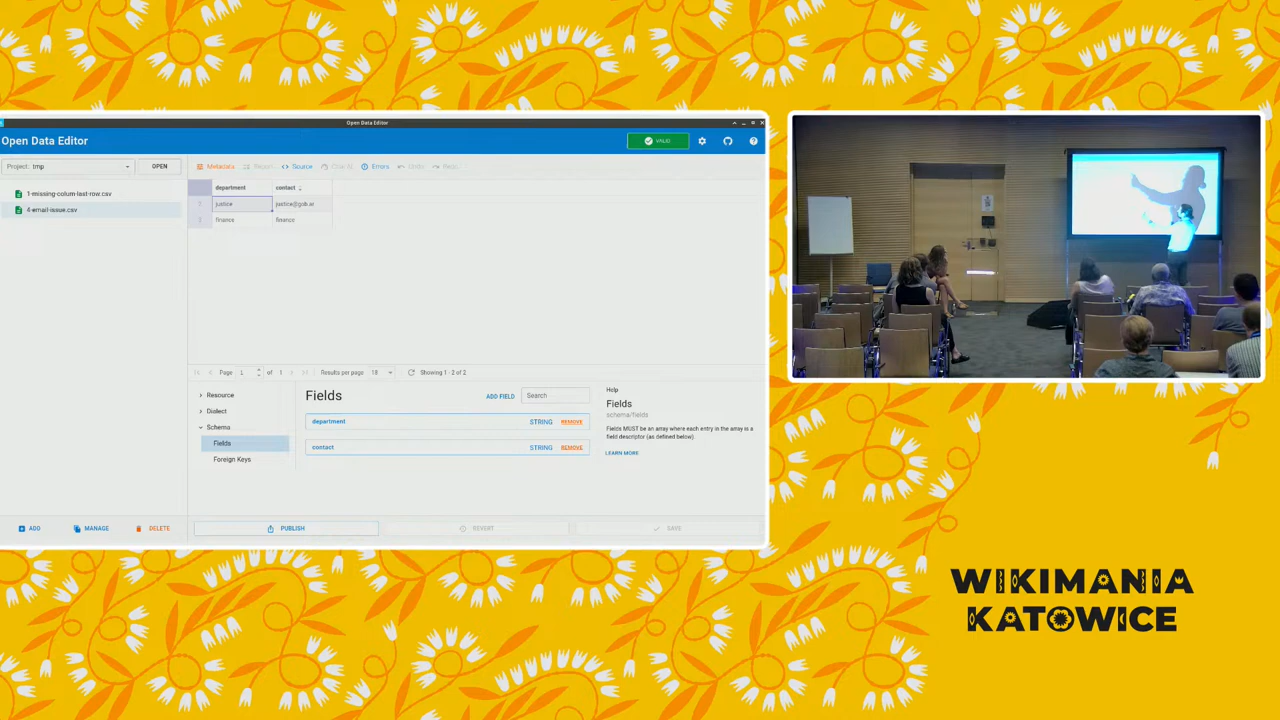 Open Data Editor
Open Data Editor
VALID
Project: tmp
OPEN
Metadata
Source
Errors
1-missing-colum-last-row.csv
4-email-issue.csv
department contact
2 justice justice@gob.ar
3 finance finance
Page 1 of 1 Results per page 18 Showing 1 - 2 of 2
Resource
Dialect
Schema
Fields
Foreign Keys
Fields
ADD FIELD
Search
department STRING REMOVE
contact STRING REMOVE
Help
Fields
schema/fields
Fields MUST be an array where each entry in the array is a
field descriptor (as defined below)
LEARN MORE
ADD MANAGE DELETE
PUBLISH REVERT SAVE
WIKIMANIA
KATOWICE